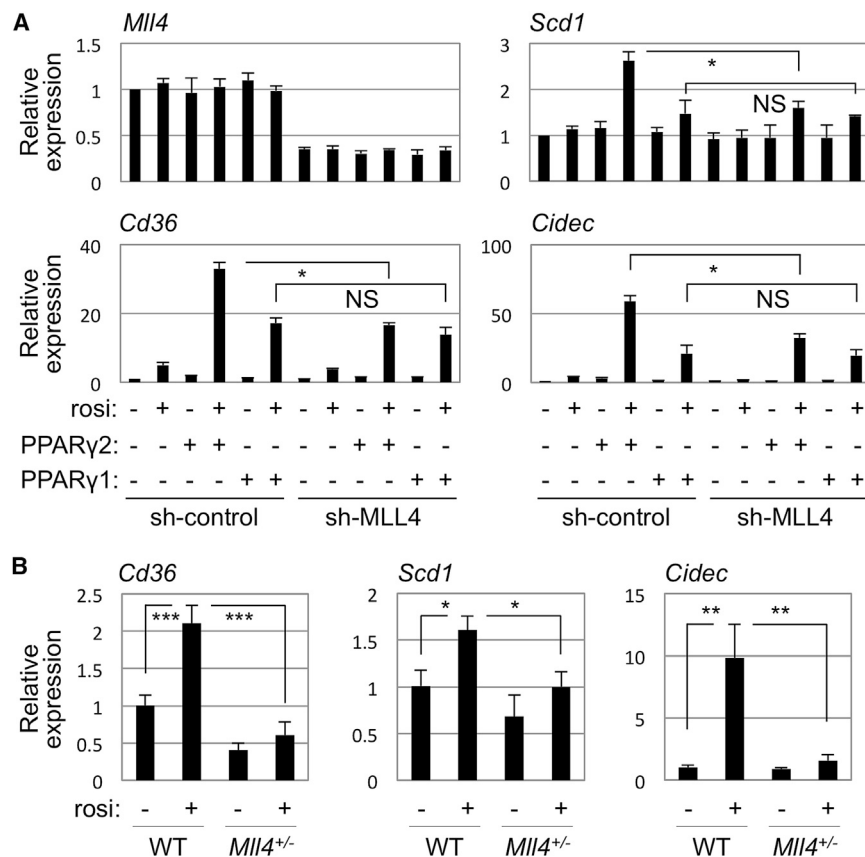 A
Mll4
Scd1
Relative expression
1.5
1
0.5
0
3
2
1
0
*
NS
Cd36
Cidec
Relative expression
40
20
0
100
50
0
*
NS
*
NS
rosi: - + - + - + - + - + - + - + - + - + - + - + - +
PPARγ2: - - + + - - - - + + - - - - + + - - - - + + - -
PPARγ1: - - - - + + - - - - + + - - - - + + - - - - + +
sh-control sh-MLL4 sh-control sh-MLL4
B
Cd36
Scd1
Cidec
Relative expression
2.5
2
1.5
1
0.5
0
*** ***
2
1.5
1
0.5
0
* *
15
10
5
0
** **
rosi: - + - + - + - + - + - +
WT Mll4+/- WT Mll4+/- WT Mll4+/-